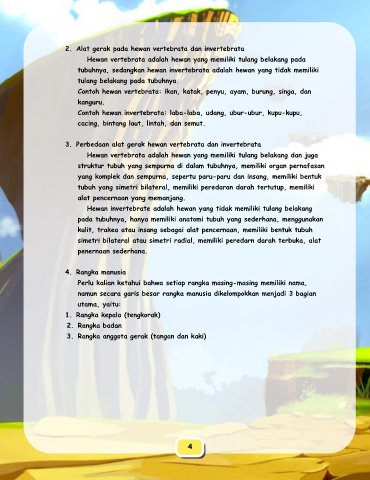 2. Alat gerak pada hewan vertebrata dan invertebrata
Hewan vertebrata adalah hewan yang memiliki tulang belakang pada
tubuhnya, sedangkan hewan invertebrata adalah hewan yang tidak memiliki
tulang belakang pada tubuhnya.
Contoh hewan vertebrata: ikan, katak, penyu, ayam, burung, singa, dan
kanguru.
Contoh hewan invertebrata: laba-laba, udang, ubur-ubur, kupu-kupu,
cacing, bintang laut, lintah, dan semut.
3. Perbedaan alat gerak hewan vertebrata dan invertebrata
Hewan vertebrata adalah hewan yang memiliki tulang belakang dan juga
struktur tubuh yang sempurna di dalam tubuhnya, memiliki organ pernafasan
yang komplek dan sempurna, sepertu paru-paru dan insang, memiliki bentuk
tubuh yang simetri bilateral, memiliki peredaran darah tertutup, memiliki
alat pencernaan yang memanjang.
Hewan invertebrate adalah hewan yang tidak memiliki tulang belakang
pada tubuhnya, hanya memiliki anatomi tubuh yang sederhana, menggunakan
kulit, trakea atau insang sebagai alat pencernaan, memiliki bentuk tubuh
simetri bilateral atau simetri radial, memiliki peredarn darah terbuka, alat
penernaan sederhana.
4. Rangka manusia
Perlu kalian ketahui bahwa setiap rangka masing-masing memiliki nama,
namun secara garis besar rangka manusia dikelompokkan menjadi 3 bagian
utama, yaitu:
1. Rangka kepala (tengkorak)
2. Rangka badan
3. Rangka anggota gerak (tangan dan kaki)
4